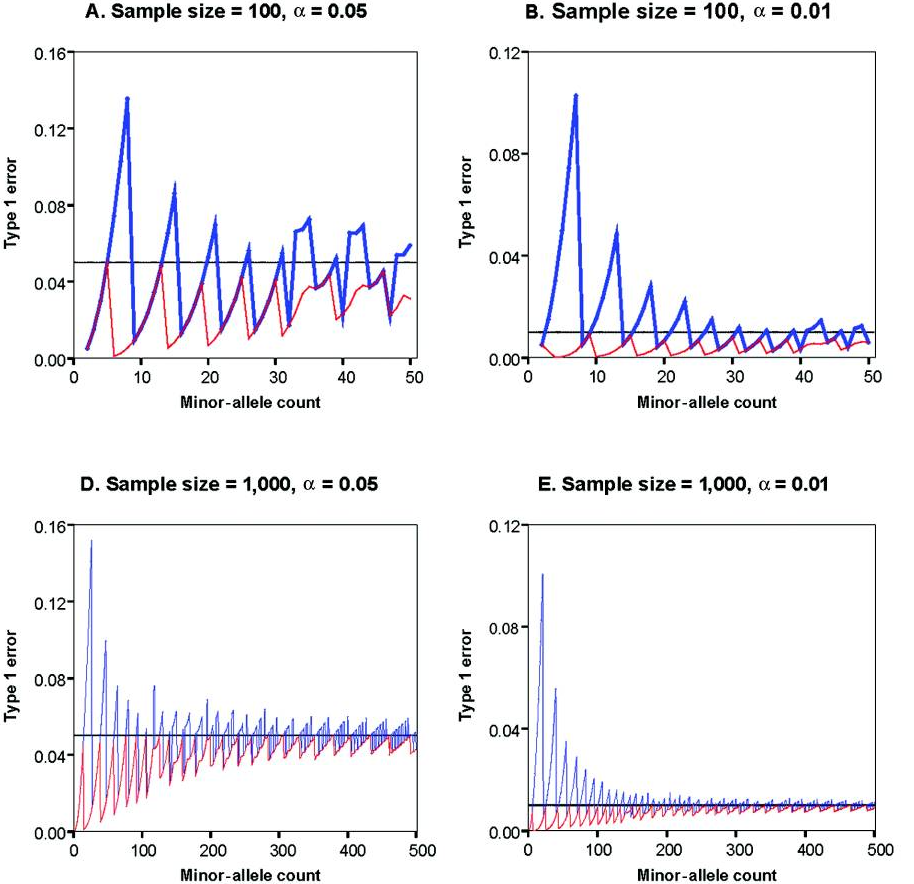 A. Sample size = 100, α = 0.05
B. Sample size = 100, α = 0.01
0.16
0.12
0.08
0.04
0.00
Type 1 error
0 10 20 30 40 50
Minor-allele count
0.12
0.08
0.04
0.00
Type 1 error
0 10 20 30 40 50
Minor-allele count
D. Sample size = 1,000, α = 0.05
E. Sample size = 1,000, α = 0.01
0.16
0.12
0.08
0.04
0.00
Type 1 error
0 100 200 300 400 500
Minor-allele count
0.12
0.08
0.04
0.00
Type 1 error
0 100 200 300 400 500
Minor-allele count